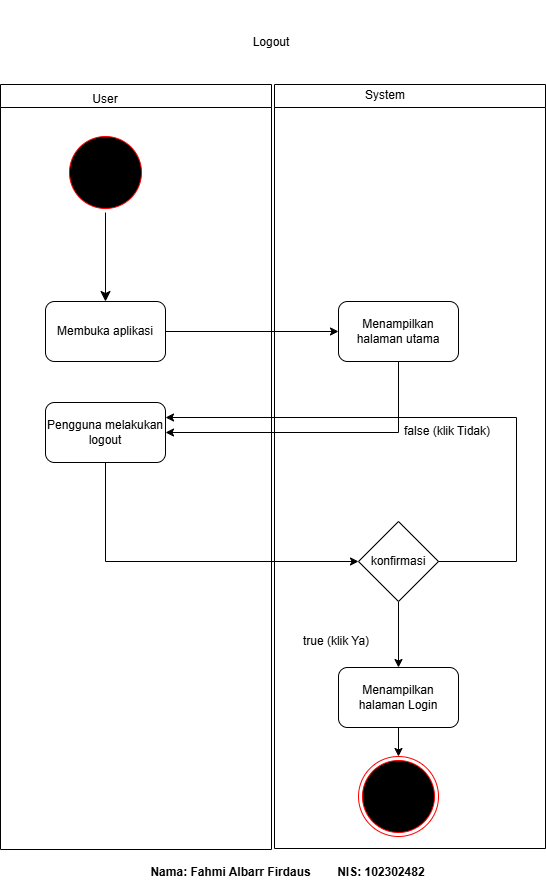 Logout
User
System
Membuka aplikasi
Menampilkan
halaman utama
Pengguna melakukan
logout
false (klik Tidak)
konfirmasi
true (klik Ya)
Menampilkan
halaman Login
Nama: Fahmi Albarr Firdaus NIS: 102302482